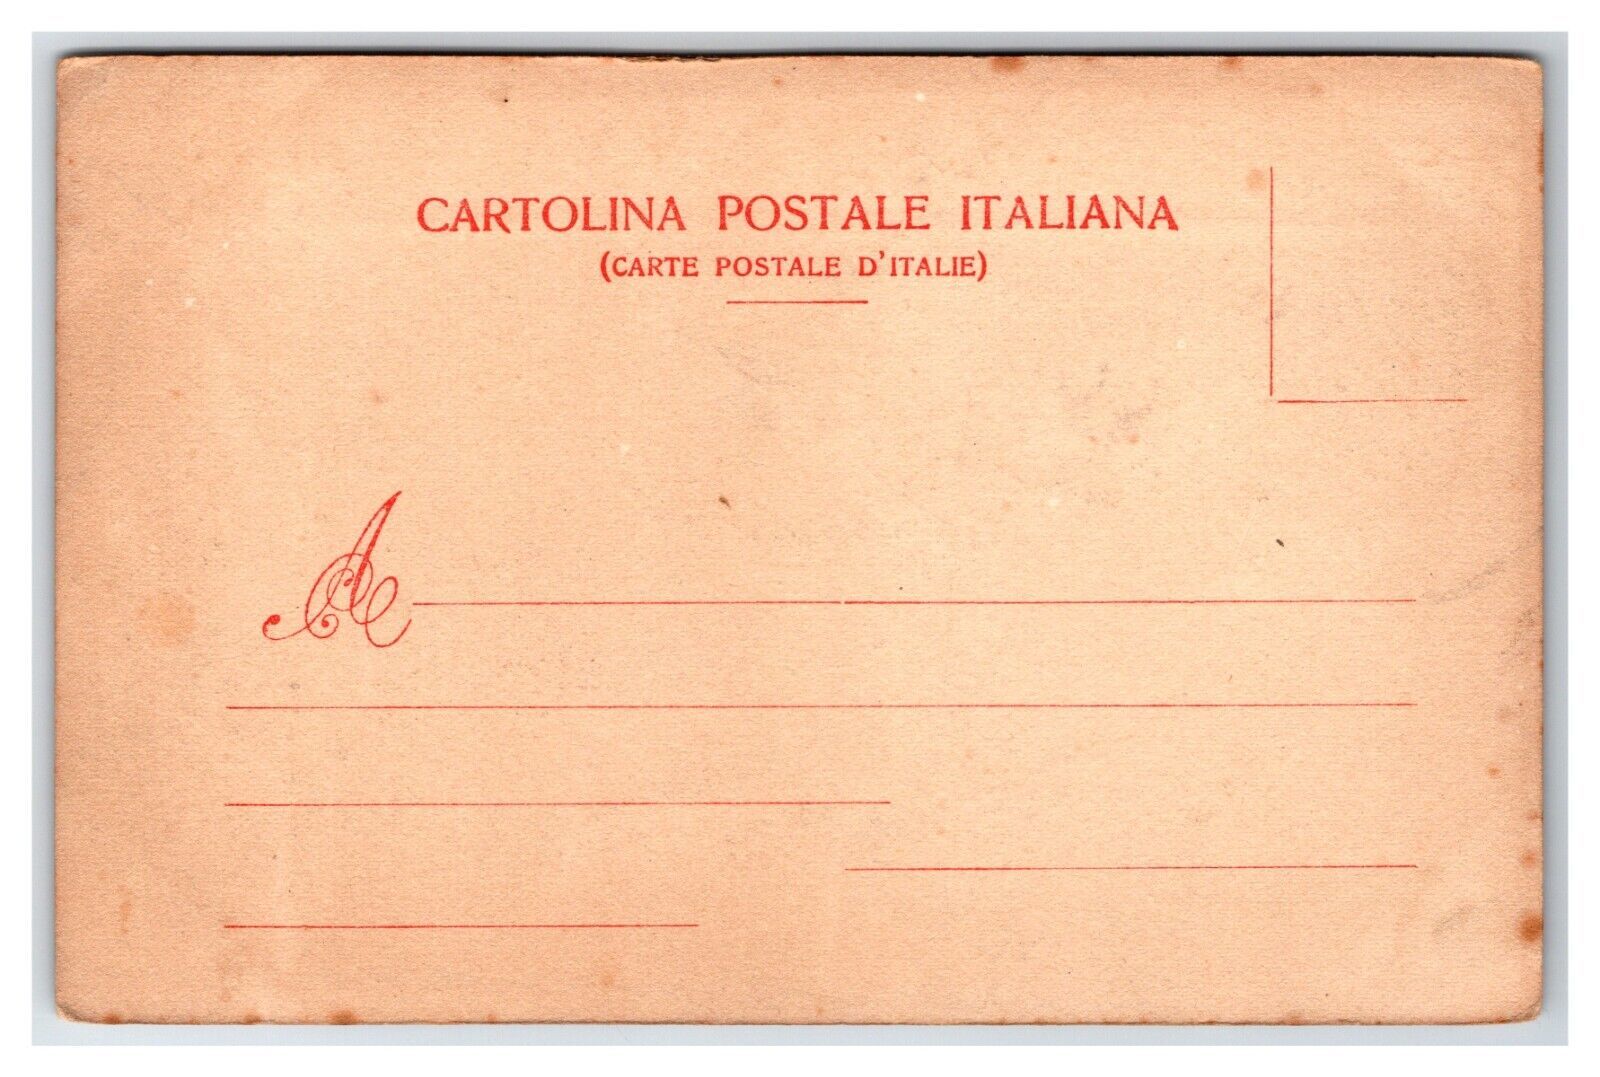 CARTOLINA POSTALE ITALIANA
(CARTE POSTALE D'ITALIE)
A